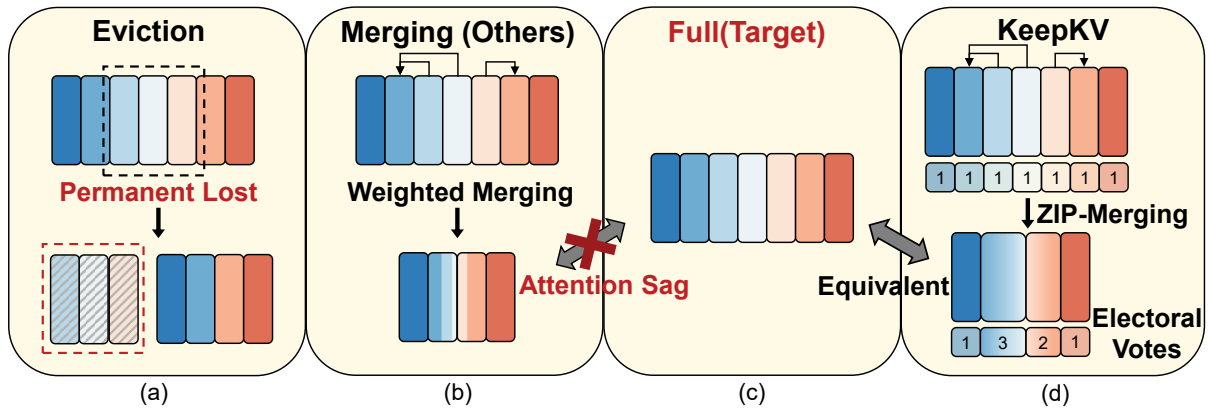 Eviction
Permanent Lost
(a)
Merging (Others)
Weighted Merging
Attention Sag
(b)
Full(Target)
Equivalent
(c)
KeepKV
1 1 1 1 1 1 1
ZIP-Merging
1 3 2 1
Electoral
Votes
(d)